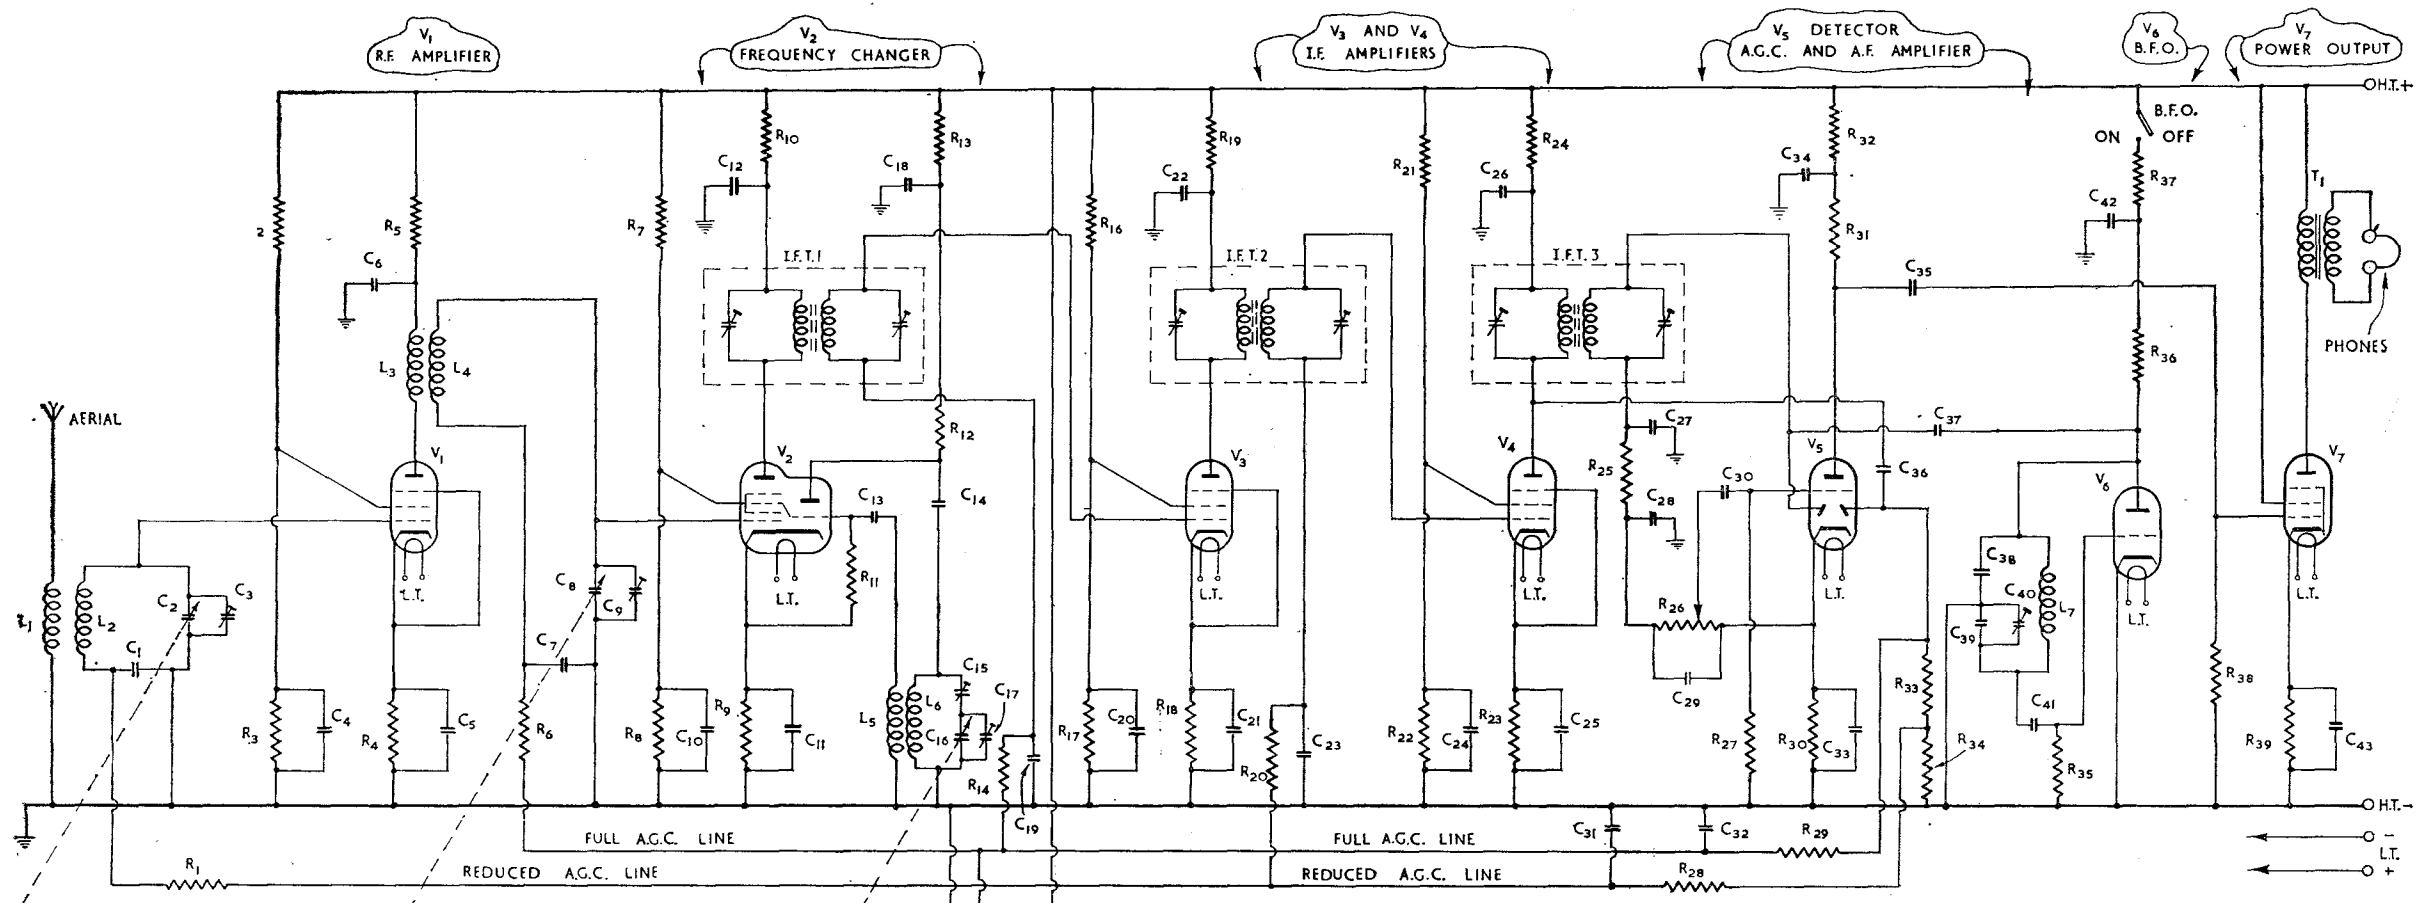 V1
R.F. AMPLIFIER
V2
FREQUENCY CHANGER
V3 AND V4
I.F. AMPLIFIERS
V5 DETECTOR
A.G.C. AND A.F. AMPLIFIER
V6
B.F.O.
V7
POWER OUTPUT
H.T.+
B.F.O.
ON OFF
R10
R13
R19
R24
R32
C12
C18
C22
R21
C26
C34
R37
T1
2
R5
R7
R16
R31
C42
C6
I.F.T.1
I.F.T.2
I.F.T.3
C35
L3
L4
R36
PHONES
AERIAL
R12
C27
C37
V1
V2
V3
V4
V5
V7
C13
C14
R25
C30
C36
V6
C28
L1
L2
C2
C3
L.T.
C8
C9
L.T.
R11
L.T.
L.T.
R26
L.T.
C38
C40
L7
L.T.
L.T.
C1
C7
C39
C15
C17
C29
R33
R38
R3
C4
R4
C5
R6
R8
C10
R9
C11
L5
L6
C16
R14
R17
C20
R18
C21
R20
C23
R22
C24
R23
C25
R27
R30
C33
R34
C41
R35
R39
C43
C19
H.T.-
FULL A.G.C. LINE
FULL A.G.C. LINE
C31
C32
R29
-
L.T.
+
R1
REDUCED A.G.C. LINE
REDUCED A.G.C. LINE
R28